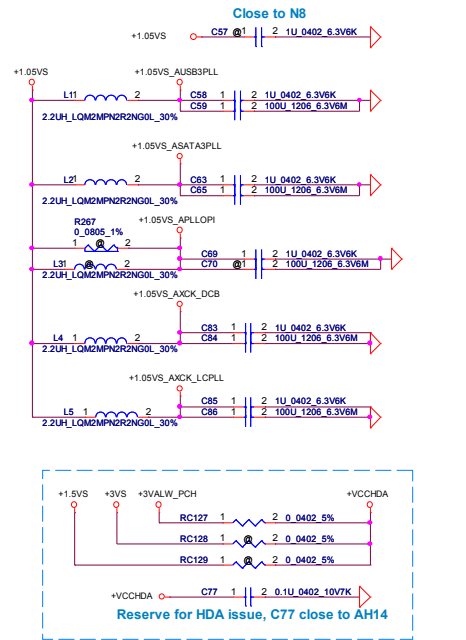 Close to N8
+1.05VS C57 @1 2 1U_0402_6.3V6K
+1.05VS +1.05VS_AUSB3PLL
L11 2 C58 1 2 1U_0402_6.3V6K
C59 1 2 100U_1206_6.3V6M
2.2UH_LQM2MPN2R2NG0L_30%
+1.05VS_ASATA3PLL
L21 2 C63 1 2 1U_0402_6.3V6K
C65 1 2 100U_1206_6.3V6M
2.2UH_LQM2MPN2R2NG0L_30%
+1.05VS_APLLOPI
R267
0_0805_1%
1 @ 2
C69 1 2 1U_0402_6.3V6K
L31 @ 2 C70 @1 2 100U_1206_6.3V6M
2.2UH_LQM2MPN2R2NG0L_30%
+1.05VS_AXCK_DCB
C83 1 2 1U_0402_6.3V6K
L4 1 2 C84 1 2 100U_1206_6.3V6M
2.2UH_LQM2MPN2R2NG0L_30%
+1.05VS_AXCK_LCPLL
C85 1 2 1U_0402_6.3V6K
L5 1 2 C86 1 2 100U_1206_6.3V6M
2.2UH_LQM2MPN2R2NG0L_30%
+1.5VS +3VS +3VALW_PCH +VCCHDA
RC127 1 2 0_0402_5%
RC128 1 @ 2 0_0402_5%
RC129 1 @ 2 0_0402_5%
+VCCHDA C77 1 2 0.1U_0402_10V7K
Reserve for HDA issue, C77 close to AH14